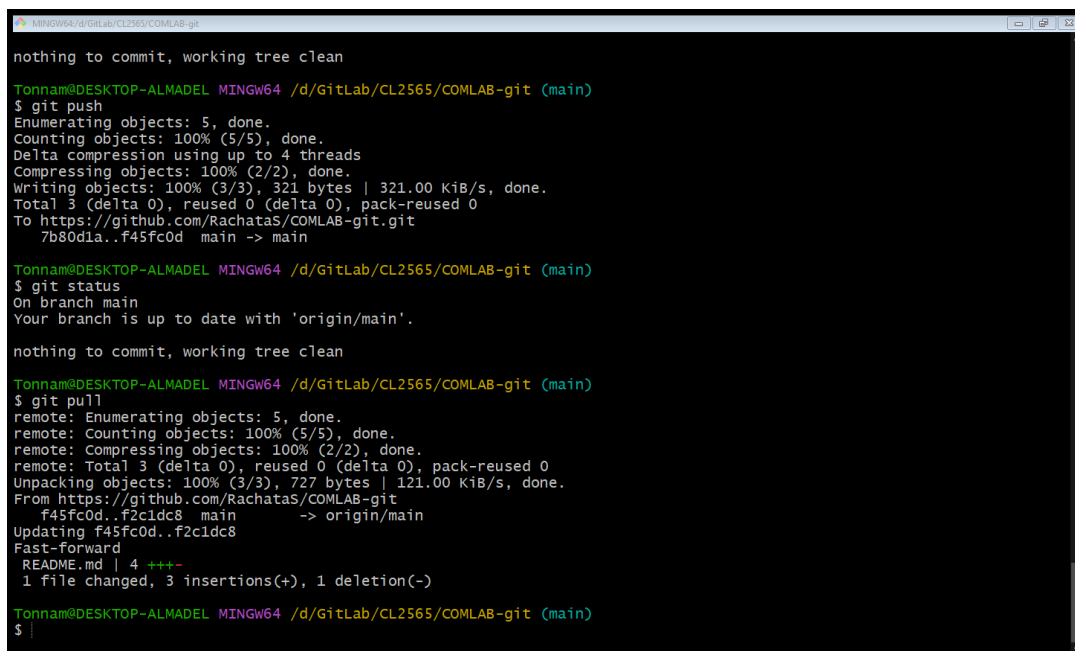 MINGW64:/d/GitLab/CL2565/COMLAB-git
nothing to commit, working tree clean
Tonnam@DESKTOP-ALMADEL MINGW64 /d/GitLab/CL2565/COMLAB-git (main)
$ git push
Enumerating objects: 5, done.
Counting objects: 100% (5/5), done.
Delta compression using up to 4 threads
Compressing objects: 100% (2/2), done.
Writing objects: 100% (3/3), 321 bytes | 321.00 KiB/s, done.
Total 3 (delta 0), reused 0 (delta 0), pack-reused 0
To https://github.com/RachataS/COMLAB-git.git
   7b80d1a..f45fc0d  main -> main
Tonnam@DESKTOP-ALMADEL MINGW64 /d/GitLab/CL2565/COMLAB-git (main)
$ git status
On branch main
Your branch is up to date with 'origin/main'.
nothing to commit, working tree clean
Tonnam@DESKTOP-ALMADEL MINGW64 /d/GitLab/CL2565/COMLAB-git (main)
$ git pull
remote: Enumerating objects: 5, done.
remote: Counting objects: 100% (5/5), done.
remote: Compressing objects: 100% (2/2), done.
remote: Total 3 (delta 0), reused 0 (delta 0), pack-reused 0
Unpacking objects: 100% (3/3), 727 bytes | 121.00 KiB/s, done.
From https://github.com/RachataS/COMLAB-git
   f45fc0d..f2c1dc8  main       -> origin/main
Updating f45fc0d..f2c1dc8
Fast-forward
 README.md | 4 +++-
 1 file changed, 3 insertions(+), 1 deletion(-)
Tonnam@DESKTOP-ALMADEL MINGW64 /d/GitLab/CL2565/COMLAB-git (main)
$